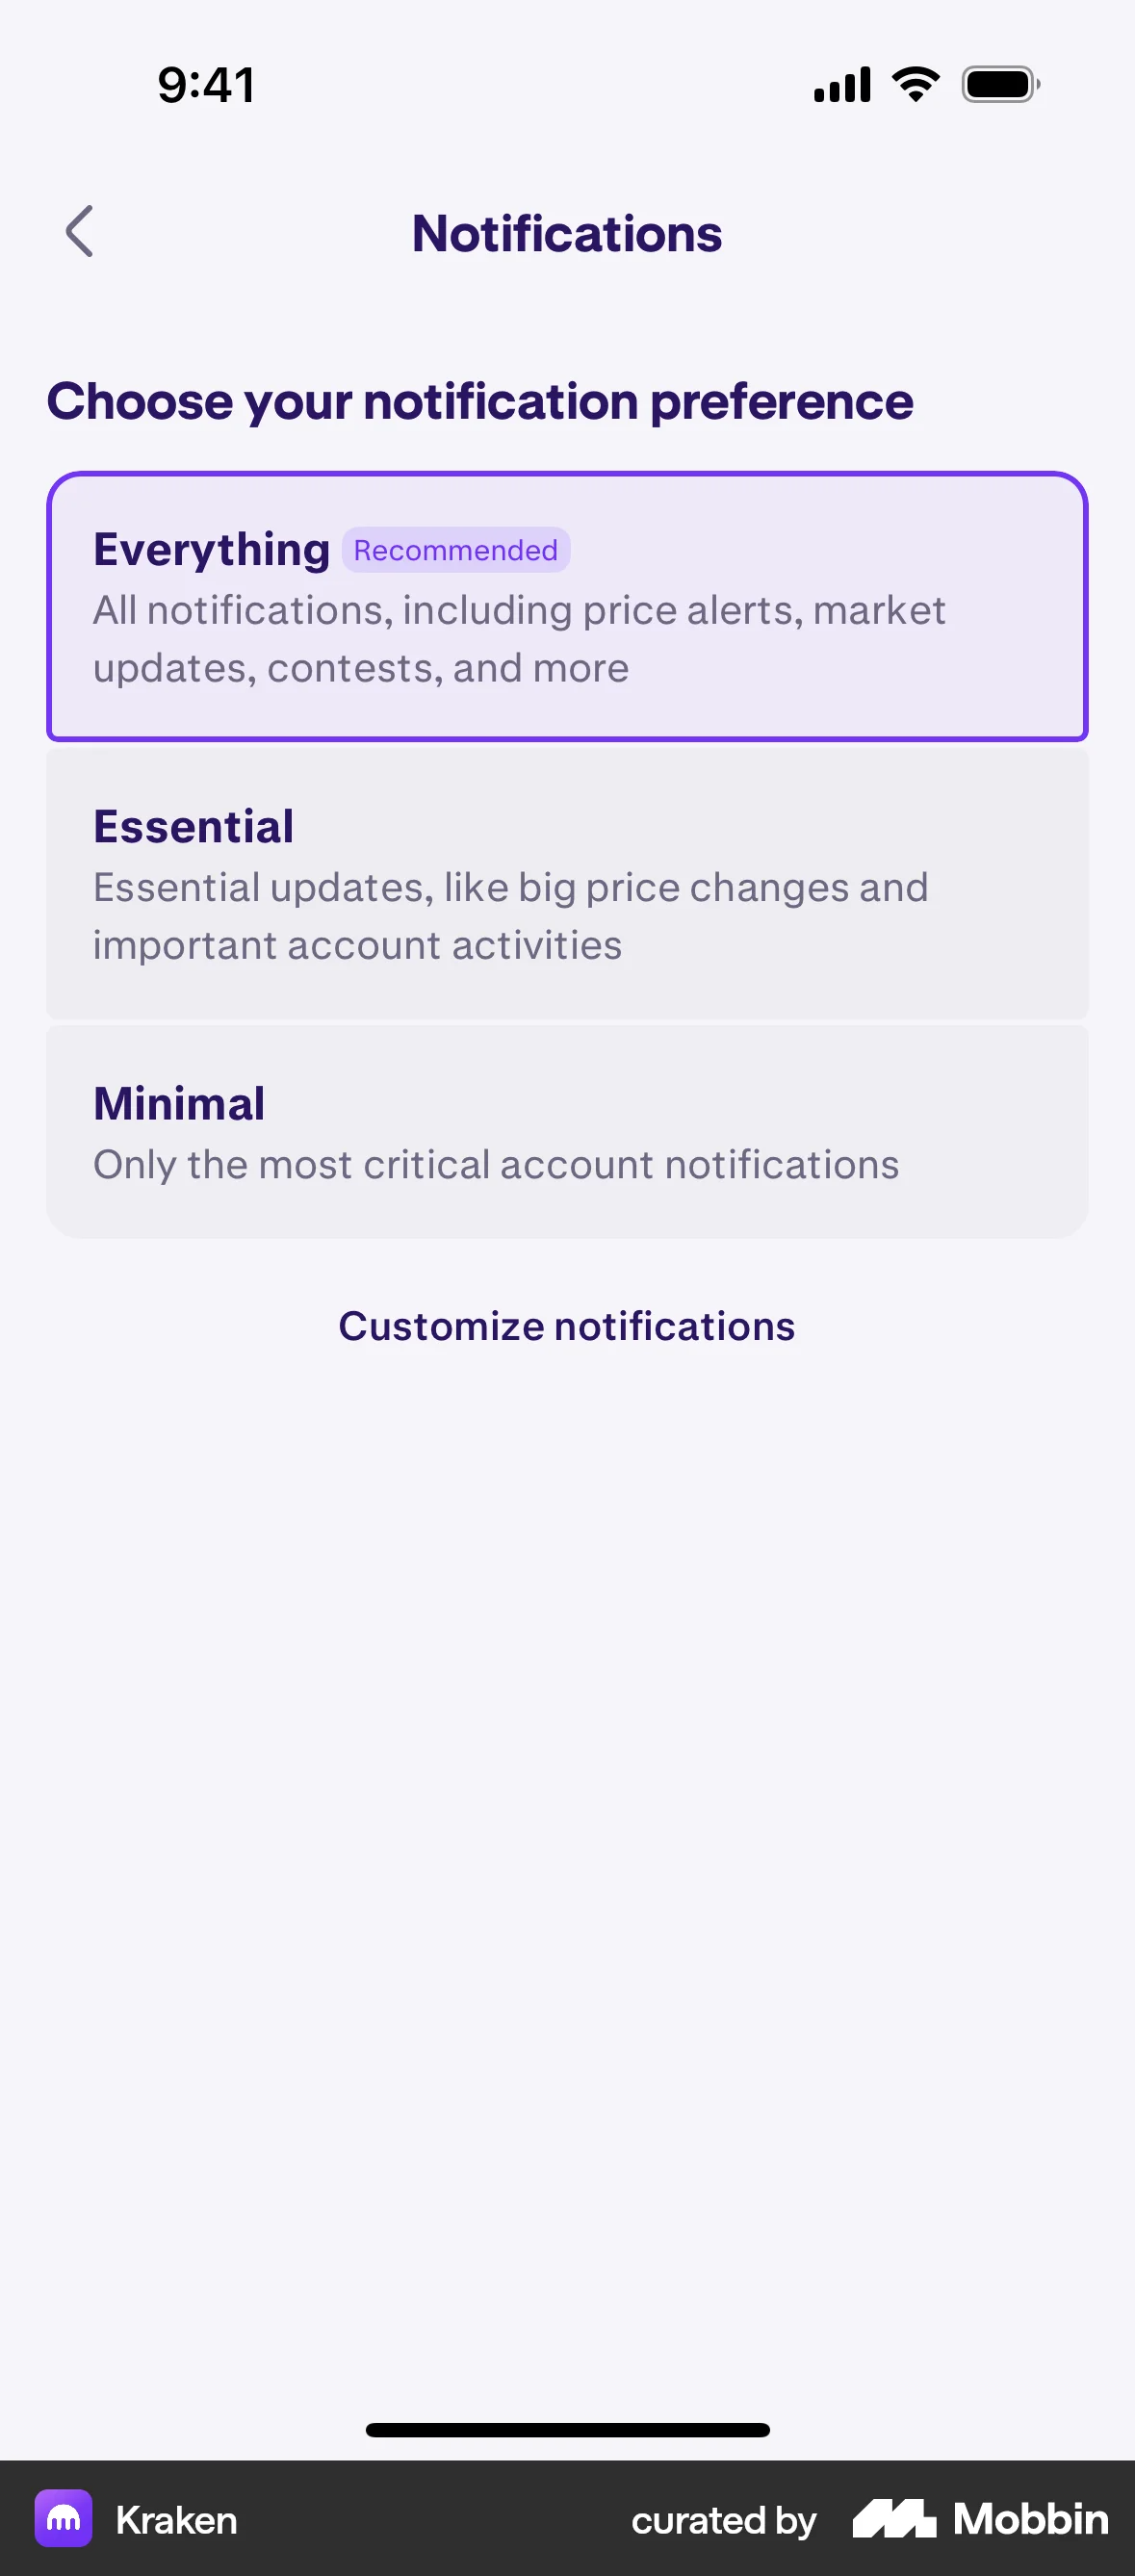 9:41
Notifications
Choose your notification preference
Everything Recommended
All notifications, including price alerts, market
updates, contests, and more
Essential
Essential updates, like big price changes and
important account activities
Minimal
Only the most critical account notifications
Customize notifications
Kraken curated by Mobbin